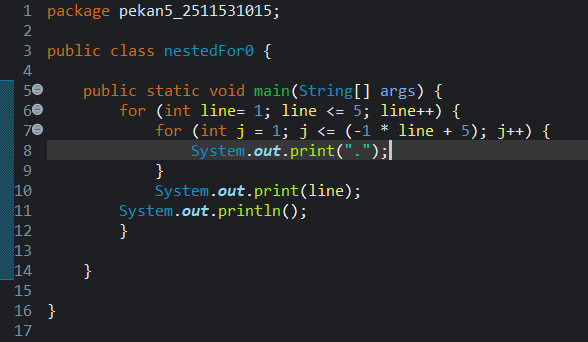 1 package pekan5_2511531015;
2
3 public class nestedFor0 {
4
5     public static void main(String[] args) {
6         for (int line= 1; line <= 5; line++) {
7             for (int j = 1; j <= (-1 * line + 5); j++) {
8                 System.out.print(".");
9             }
10             System.out.print(line);
11         System.out.println();
12         }
13
14     }
15
16 }
17